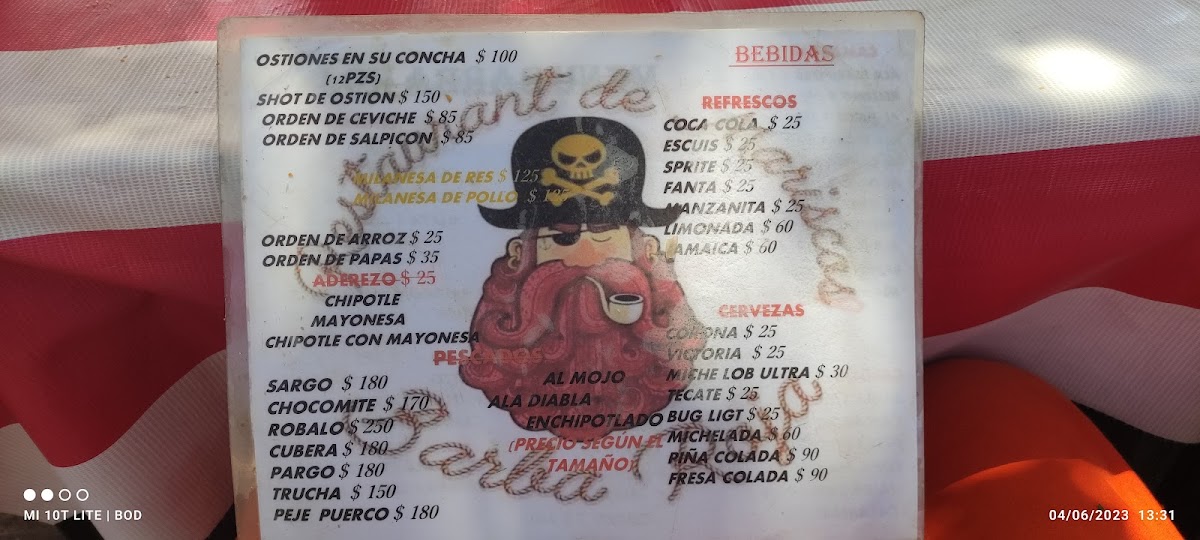 Restaurant de Mariscos
Barba Roja
OSTIONES EN SU CONCHA $ 100
(12PZS)
SHOT DE OSTION $ 150
ORDEN DE CEVICHE $ 85
ORDEN DE SALPICON $ 85
MILANESA DE RES $ 125
MILANESA DE POLLO $
ORDEN DE ARROZ $ 25
ORDEN DE PAPAS $ 35
ADEREZO $ 25
CHIPOTLE
MAYONESA
CHIPOTLE CON MAYONESA
PESCADOS
SARGO $ 180
CHOCOMITE $ 170
ROBALO $ 250
CUBERA $ 180
PARGO $ 180
TRUCHA $ 150
PEJE PUERCO $ 180
AL MOJO
ALA DIABLA
ENCHIPOTLADO
(PRECIO SEGÚN EL
TAMAÑO)
BEBIDAS
REFRESCOS
COCA COLA $ 25
ESCUIS $ 25
SPRITE $ 25
FANTA $ 25
MANZANITA $ 25
LIMONADA $ 60
JAMAICA $ 60
CERVEZAS
CORONA $ 25
VICTORIA $ 25
MICHE LOB ULTRA $ 30
TECATE $ 25
BUG LIGT $ 25
MICHELADA $ 60
PIÑA COLADA $ 90
FRESA COLADA $ 90
MI 10T LITE | BOD
04/06/2023 13:31